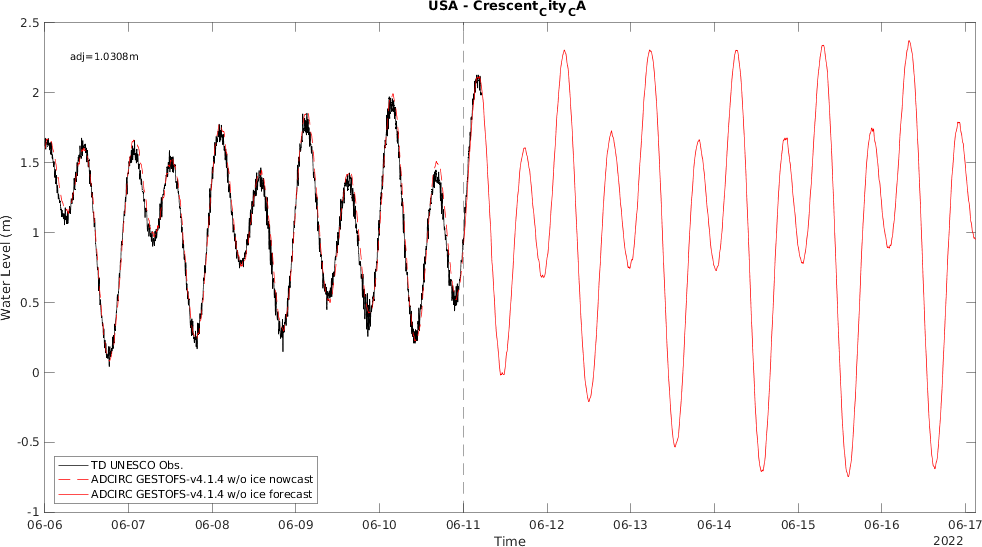 USA - Crescent_City_CA
adj=1.0308m
2.5
2
1.5
1
0.5
0
-0.5
-1
Water Level (m)
TD UNESCO Obs.
ADCIRC GESTOFS-v4.1.4 w/o ice nowcast
ADCIRC GESTOFS-v4.1.4 w/o ice forecast
06-06 06-07 06-08 06-09 06-10 06-11 06-12 06-13 06-14 06-15 06-16 06-17
Time
2022